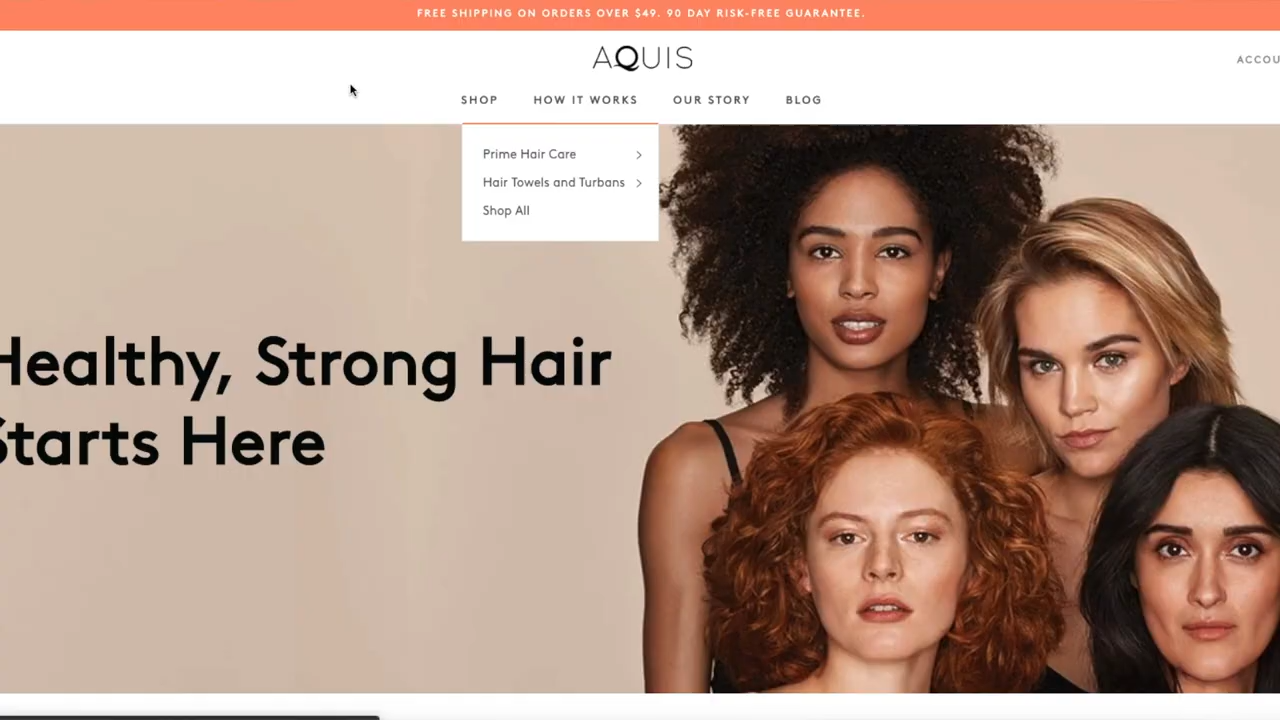 FREE SHIPPING ON ORDERS OVER $49. 90 DAY RISK-FREE GUARANTEE.
AQUIS
ACCOU
SHOP HOW IT WORKS OUR STORY BLOG
Prime Hair Care
Hair Towels and Turbans
Shop All
Healthy, Strong Hair
Starts Here